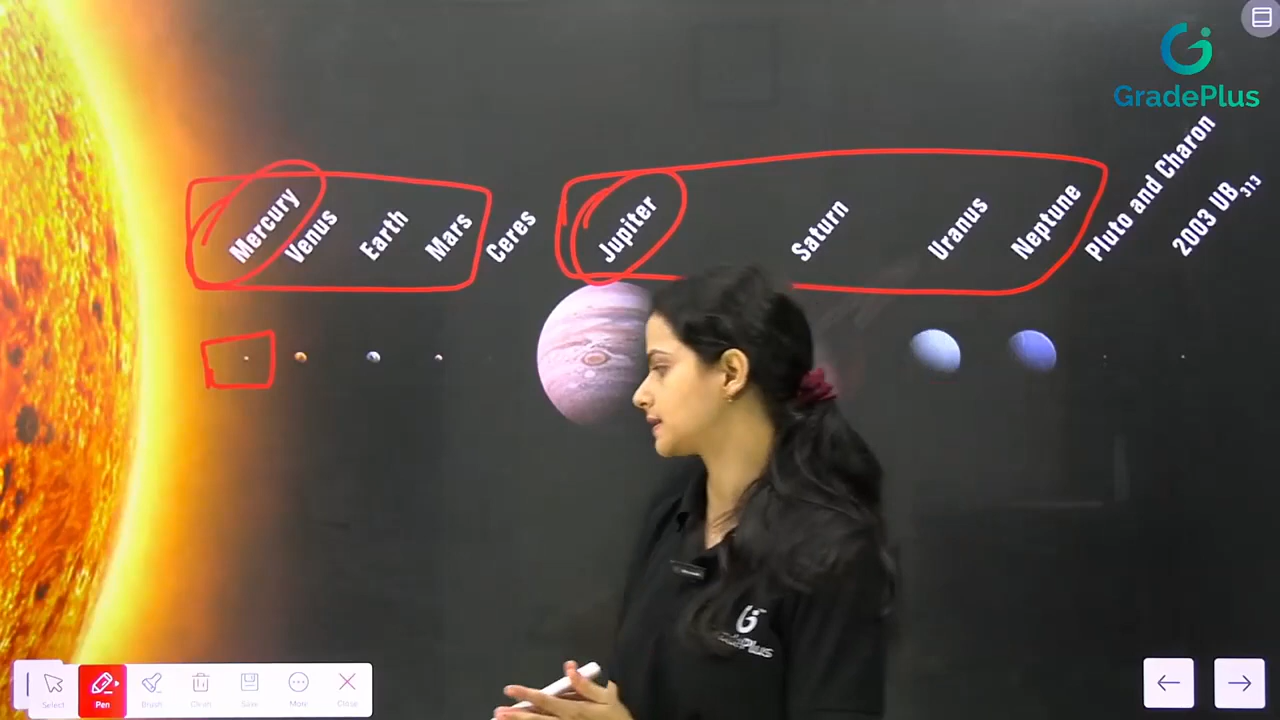 GradePlus
Mercury
Venus
Earth
Mars
Ceres
Jupiter
Saturn
Uranus
Neptune
Pluto and Charon
2003 UB313
Select
Pen
Brush
Save
More
Close